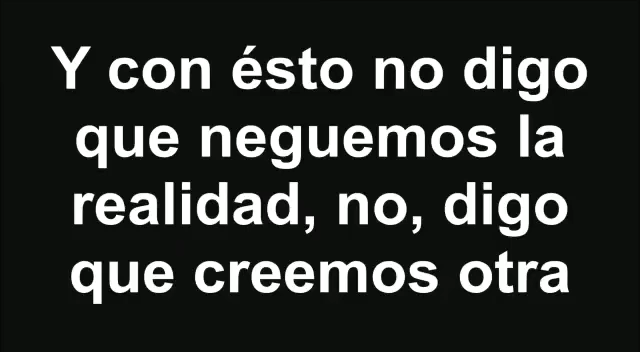 Y con ésto no digo
que neguemos la
realidad, no, digo
que creemos otra